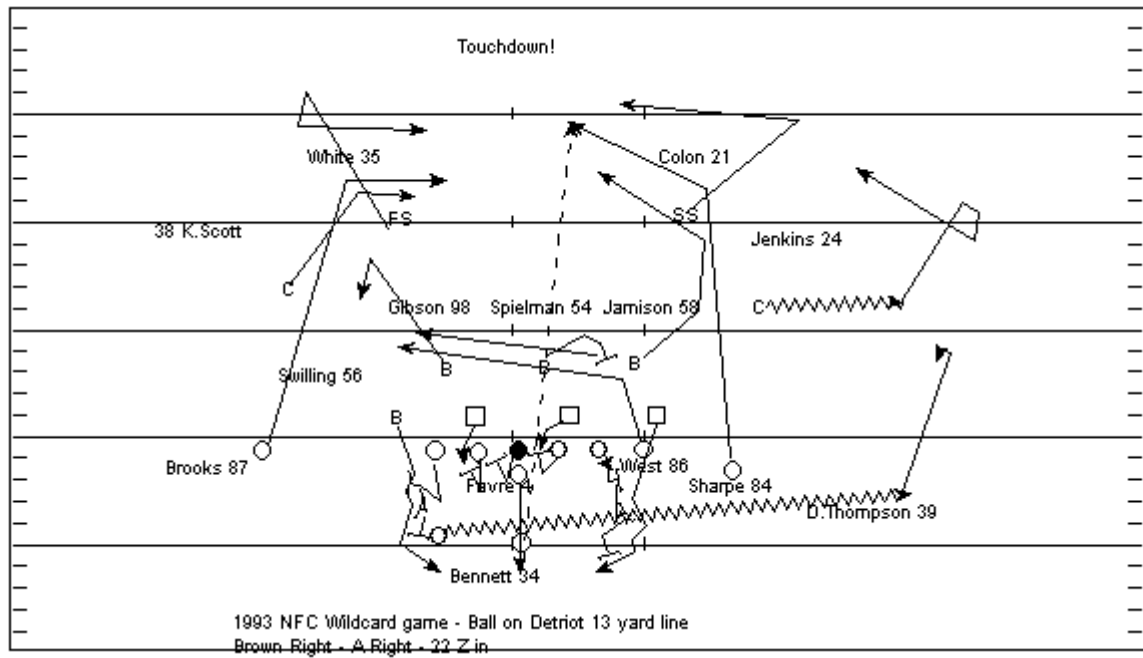 Touchdown!
White 35
Colon 21
FS
SS
38 K.Scott
Jenkins 24
C
Gibson 98
Spielman 54
Jamison 58
C
Swilling 56
B
B
B
B
Brooks 87
Favre 4
West 86
Sharpe 84
D.Thompson 39
Bennett 34
1993 NFC Wildcard game - Ball on Detriot 13 yard line
Brown Right - A Right - 22 Z in